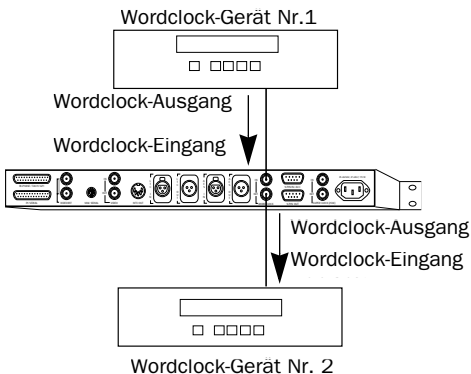 Wordclock-Gerät Nr.1
Wordclock-Ausgang
Wordclock-Eingang
Wordclock-Ausgang
Wordclock-Eingang
Wordclock-Gerät Nr. 2